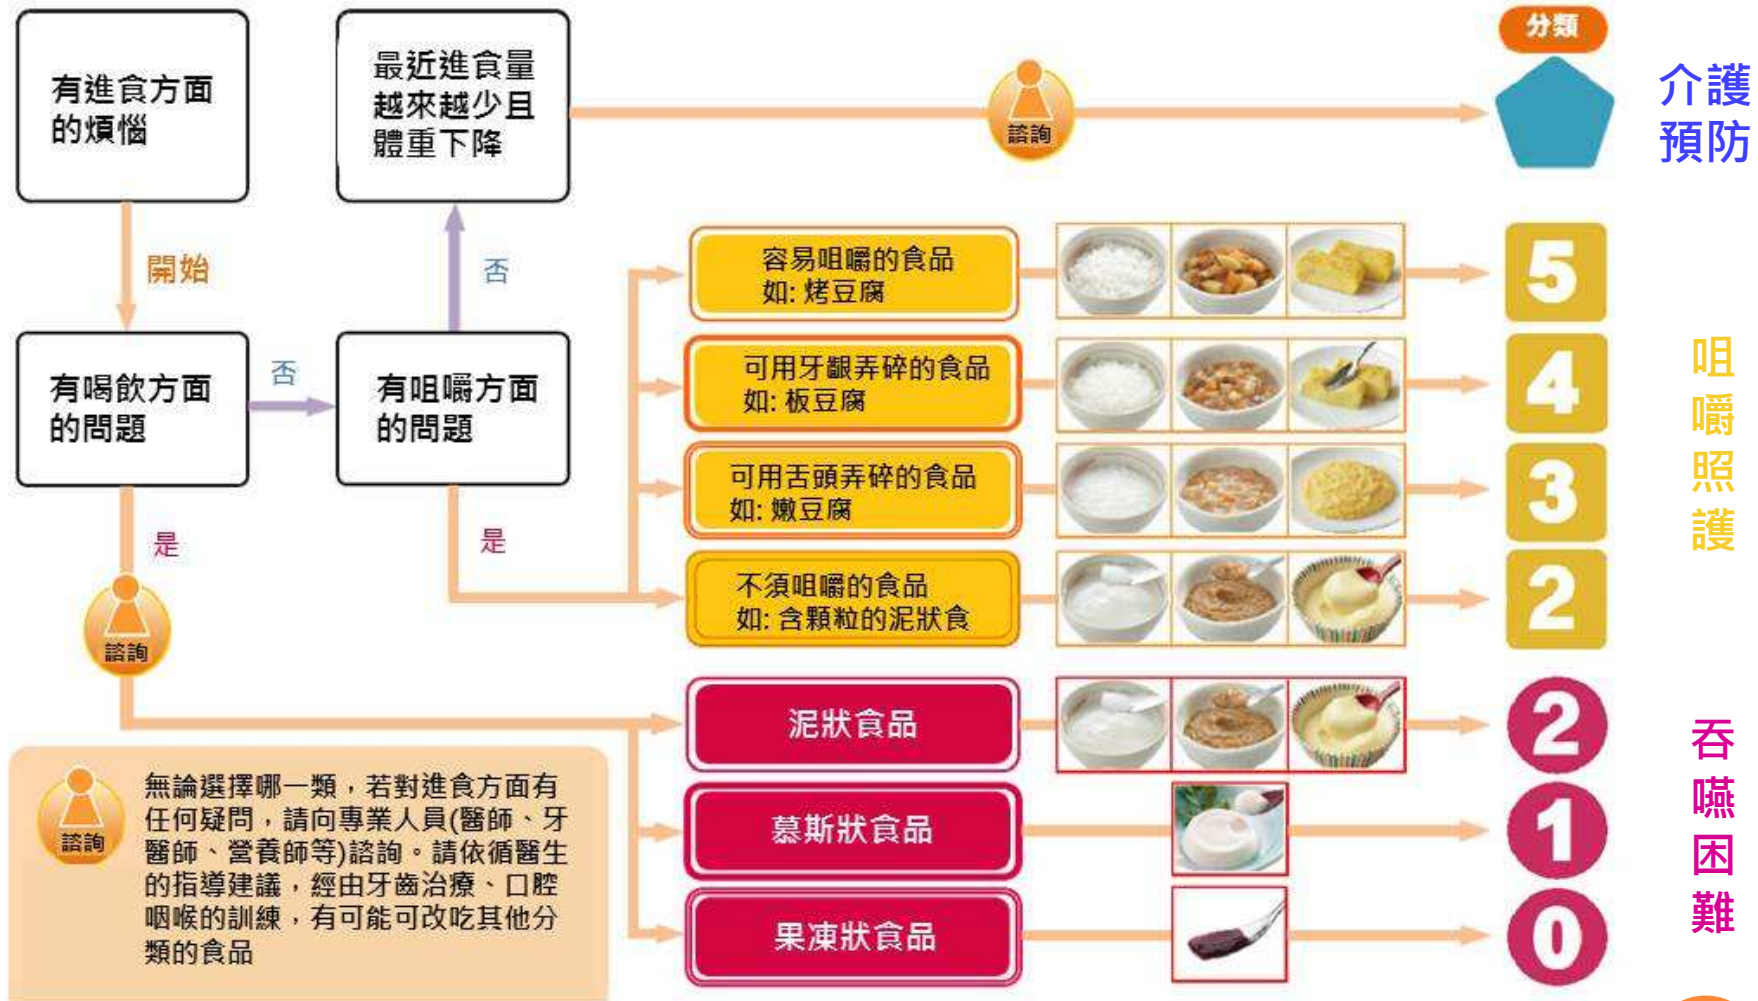 有進食方面
的煩惱
最近進食量
越來越少且
體重下降
諮詢
分類
介護
預防
開始
否
有喝飲方面
的問題
否
有咀嚼方面
的問題
是
是
諮詢
容易咀嚼的食品
如: 烤豆腐
5
可用牙齦弄碎的食品
如: 板豆腐
4
可用舌頭弄碎的食品
如: 嫩豆腐
3
不須咀嚼的食品
如: 含顆粒的泥狀食
2
咀
嚼
照
護
泥狀食品
2
慕斯狀食品
1
果凍狀食品
0
吞
嚥
困
難
諮詢
無論選擇哪一類，若對進食方面有
任何疑問，請向專業人員(醫師、牙
醫師、營養師等)諮詢。請依循醫生
的指導建議，經由牙齒治療、口腔
咽喉的訓練，有可能可改吃其他分
類的食品